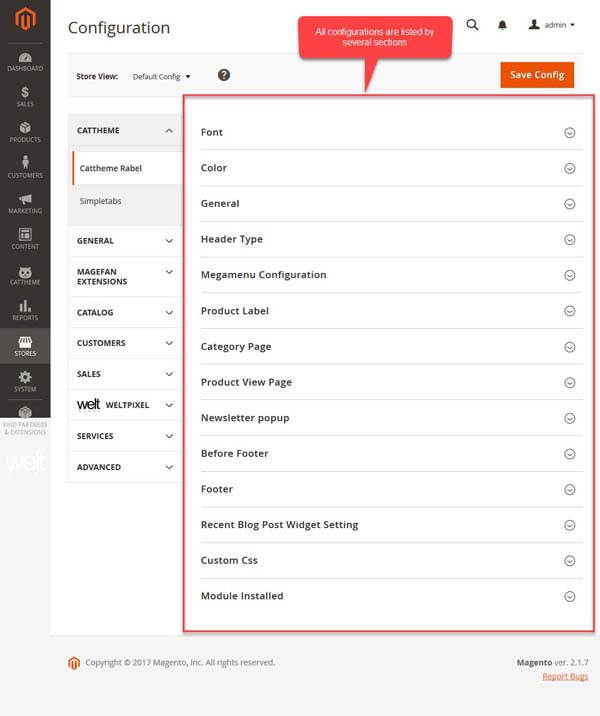 Configuration
All configurations are listed by
several sections
admin
Store View:
Default Config
?
Save Config
DASHBOARD
$
SALES
PRODUCTS
CUSTOMERS
MARKETING
CONTENT
CATTHEME
REPORTS
STORES
SYSTEM
FIND PARTNERS
& EXTENSIONS
welt
CATTHEME
Cattheme Rabel
Simpletabs
GENERAL
MAGEFAN
EXTENSIONS
CATALOG
CUSTOMERS
SALES
welt WELTPIXEL
SERVICES
ADVANCED
Font
Color
General
Header Type
Megamenu Configuration
Product Label
Category Page
Product View Page
Newsletter popup
Before Footer
Footer
Recent Blog Post Widget Setting
Custom Css
Module Installed
Copyright © 2017 Magento, Inc. All rights reserved.
Magento ver. 2.1.7
Report Bugs